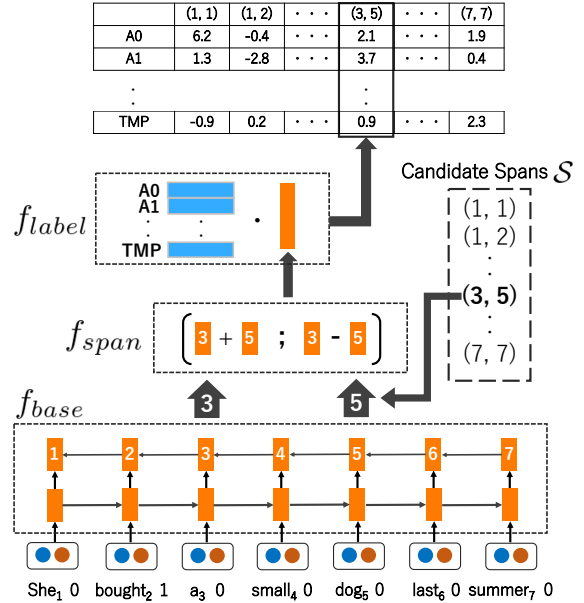 (1, 1) (1, 2) · · · (3, 5) · · · (7, 7)
A0 6.2 -0.4 · · · 2.1 · · · 1.9
A1 1.3 -2.8 · · · 3.7 · · · 0.4
: :
TMP -0.9 0.2 · · · 0.9 · · · 2.3
Candidate Spans 𝒮
(1, 1)
(1, 2)
:
(3, 5)
:
(7, 7)
f_label
A0
A1
: :
TMP
·
f_span
( 3 + 5 ; 3 - 5 )
3 5
f_base
1 2 3 4 5 6 7
She₁ 0 bought₂ 1 a₃ 0 small₄ 0 dog₅ 0 last₆ 0 summer₇ 0